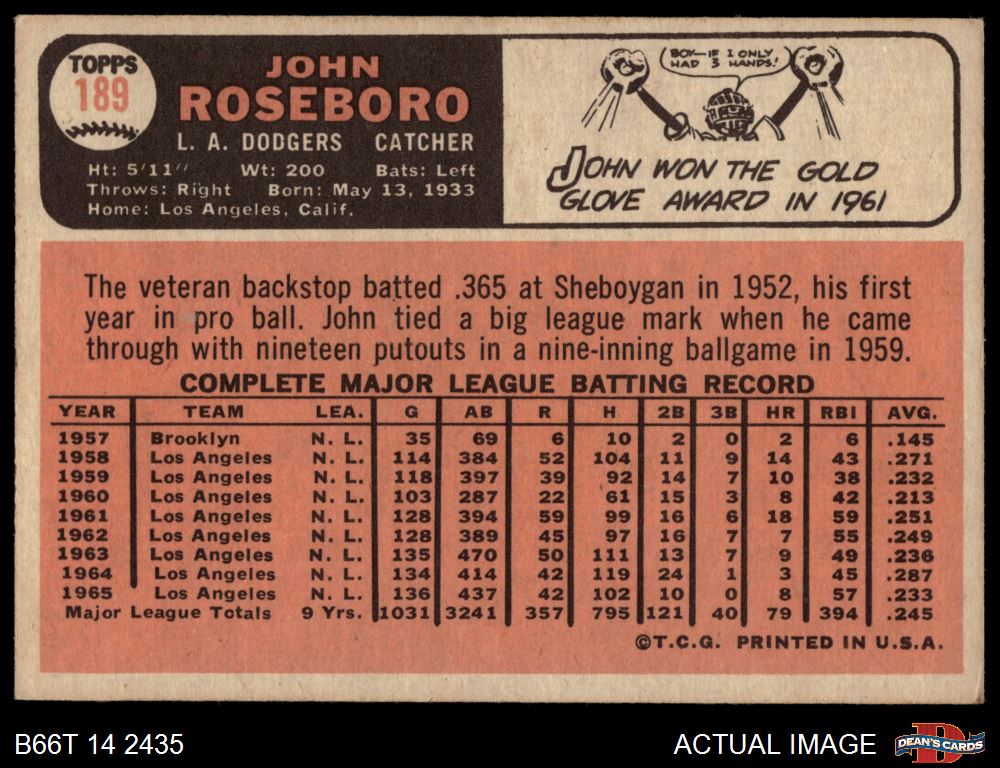 TOPPS
189
JOHN
ROSEBORO
L. A. DODGERS CATCHER
Ht: 5'11" Wt: 200 Bats: Left
Throws: Right Born: May 13, 1933
Home: Los Angeles, Calif.
BOY—IF I ONLY
HAD 3 HANDS!
JOHN WON THE GOLD
GLOVE AWARD IN 1961
The veteran backstop batted .365 at Sheboygan in 1952, his first
year in pro ball. John tied a big league mark when he came
through with nineteen putouts in a nine-inning ballgame in 1959.
COMPLETE MAJOR LEAGUE BATTING RECORD
YEAR TEAM LEA. G AB R H 2B 3B HR RBI AVG.
1957 Brooklyn N. L. 35 69 6 10 2 0 2 6 .145
1958 Los Angeles N. L. 114 384 52 104 11 9 14 43 .271
1959 Los Angeles N. L. 118 397 39 92 14 7 10 38 .232
1960 Los Angeles N. L. 103 287 22 61 15 3 8 42 .213
1961 Los Angeles N. L. 128 394 59 99 16 6 18 59 .251
1962 Los Angeles N. L. 128 389 45 97 16 7 7 55 .249
1963 Los Angeles N. L. 135 470 50 111 13 7 9 49 .236
1964 Los Angeles N. L. 134 414 42 119 24 1 3 45 .287
1965 Los Angeles N. L. 136 437 42 102 10 0 8 57 .233
Major League Totals 9 Yrs. 1031 3241 357 795 121 40 79 394 .245
©T.C.G. PRINTED IN U.S.A.
B66T 14 2435
ACTUAL IMAGE
D
DEAN'S CARDS